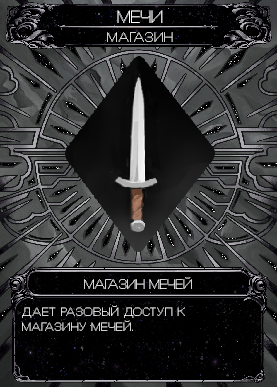 МЕЧИ
МАГАЗИН
МАГАЗИН МЕЧЕЙ
ДАЕТ РАЗОВЫЙ ДОСТУП К
МАГАЗИНУ МЕЧЕЙ.